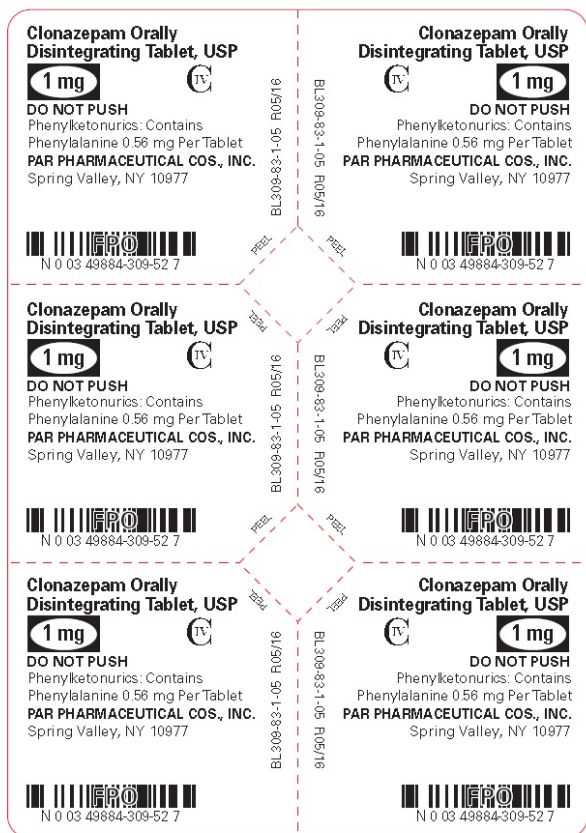 Clonazepam Orally
Disintegrating Tablet, USP
1 mg
CIV
DO NOT PUSH
Phenylketonurics: Contains
Phenylalanine 0.56 mg Per Tablet
PAR PHARMACEUTICAL COS., INC.
Spring Valley, NY 10977
FPO
N 0 03 49884-309-52 7
BL309-83-1-05 R05/16
PEEL
Clonazepam Orally
Disintegrating Tablet, USP
CIV
1 mg
DO NOT PUSH
Phenylketonurics: Contains
Phenylalanine 0.56 mg Per Tablet
PAR PHARMACEUTICAL COS., INC.
Spring Valley, NY 10977
FPO
N 0 03 49884-309-52 7
BL309-83-1-05 R05/16
PEEL
Clonazepam Orally
Disintegrating Tablet, USP
1 mg
CIV
DO NOT PUSH
Phenylketonurics: Contains
Phenylalanine 0.56 mg Per Tablet
PAR PHARMACEUTICAL COS., INC.
Spring Valley, NY 10977
FPO
N 0 03 49884-309-52 7
BL309-83-1-05 R05/16
PEEL
PEEL
Clonazepam Orally
Disintegrating Tablet, USP
CIV
1 mg
DO NOT PUSH
Phenylketonurics: Contains
Phenylalanine 0.56 mg Per Tablet
PAR PHARMACEUTICAL COS., INC.
Spring Valley, NY 10977
FPO
N 0 03 49884-309-52 7
BL309-83-1-05 R05/16
PEEL
PEEL
Clonazepam Orally
Disintegrating Tablet, USP
1 mg
CIV
DO NOT PUSH
Phenylketonurics: Contains
Phenylalanine 0.56 mg Per Tablet
PAR PHARMACEUTICAL COS., INC.
Spring Valley, NY 10977
FPO
N 0 03 49884-309-52 7
BL309-83-1-05 R05/16
PEEL
Clonazepam Orally
Disintegrating Tablet, USP
CIV
1 mg
DO NOT PUSH
Phenylketonurics: Contains
Phenylalanine 0.56 mg Per Tablet
PAR PHARMACEUTICAL COS., INC.
Spring Valley, NY 10977
FPO
N 0 03 49884-309-52 7
BL309-83-1-05 R05/16
PEEL